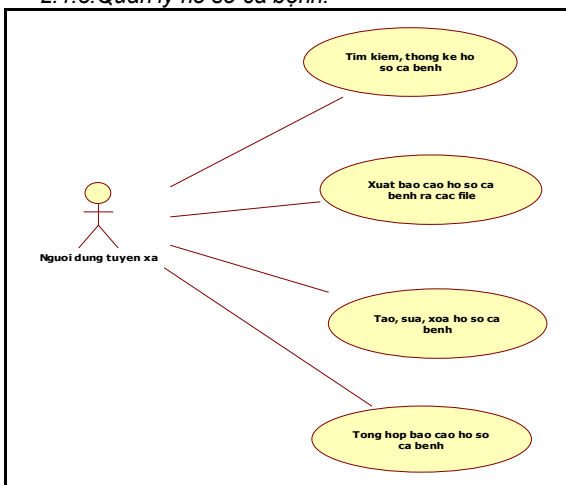 2.1.3.Quản lý hồ sơ ca bệnh:
Tim kiem, thong ke ho
so ca benh
Xuat bao cao ho so ca
benh ra cac file
Nguoi dung tuyen xa
Tao, sua, xoa ho so ca
benh
Tong hop bao cao ho so
ca benh